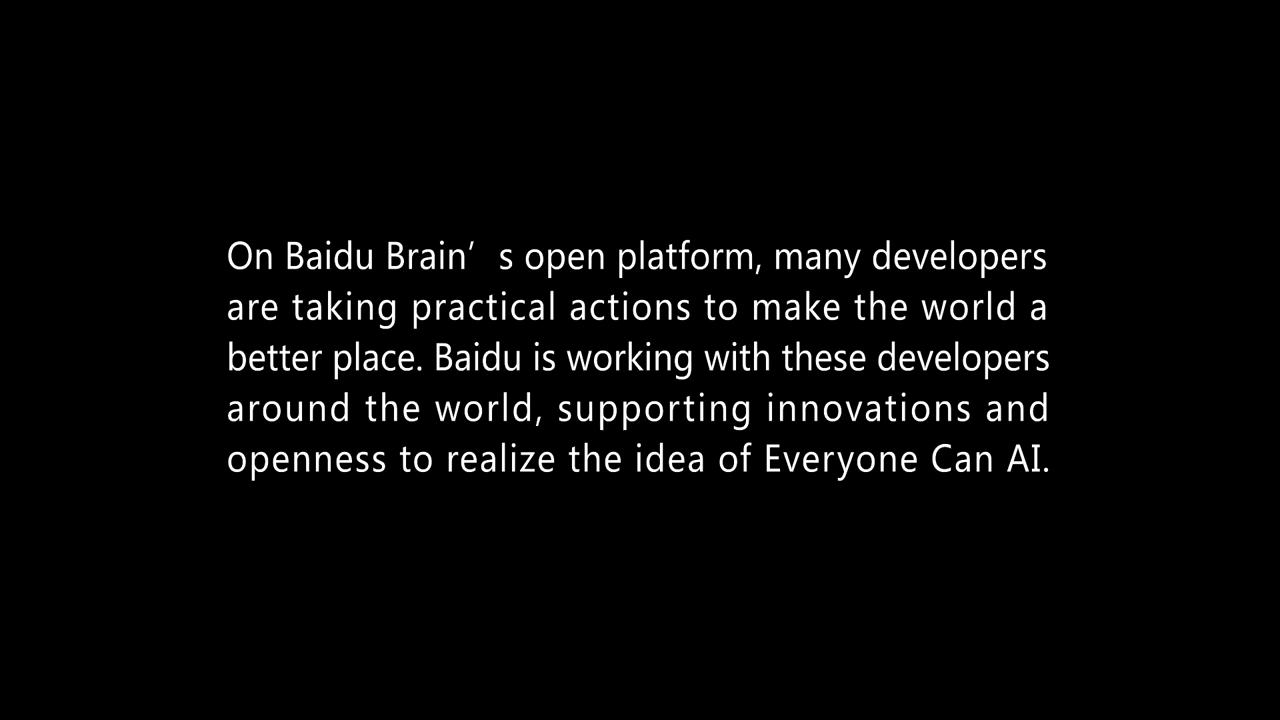 On Baidu Brain’s open platform, many developers
are taking practical actions to make the world a
better place. Baidu is working with these developers
around the world, supporting innovations and
openness to realize the idea of Everyone Can AI.